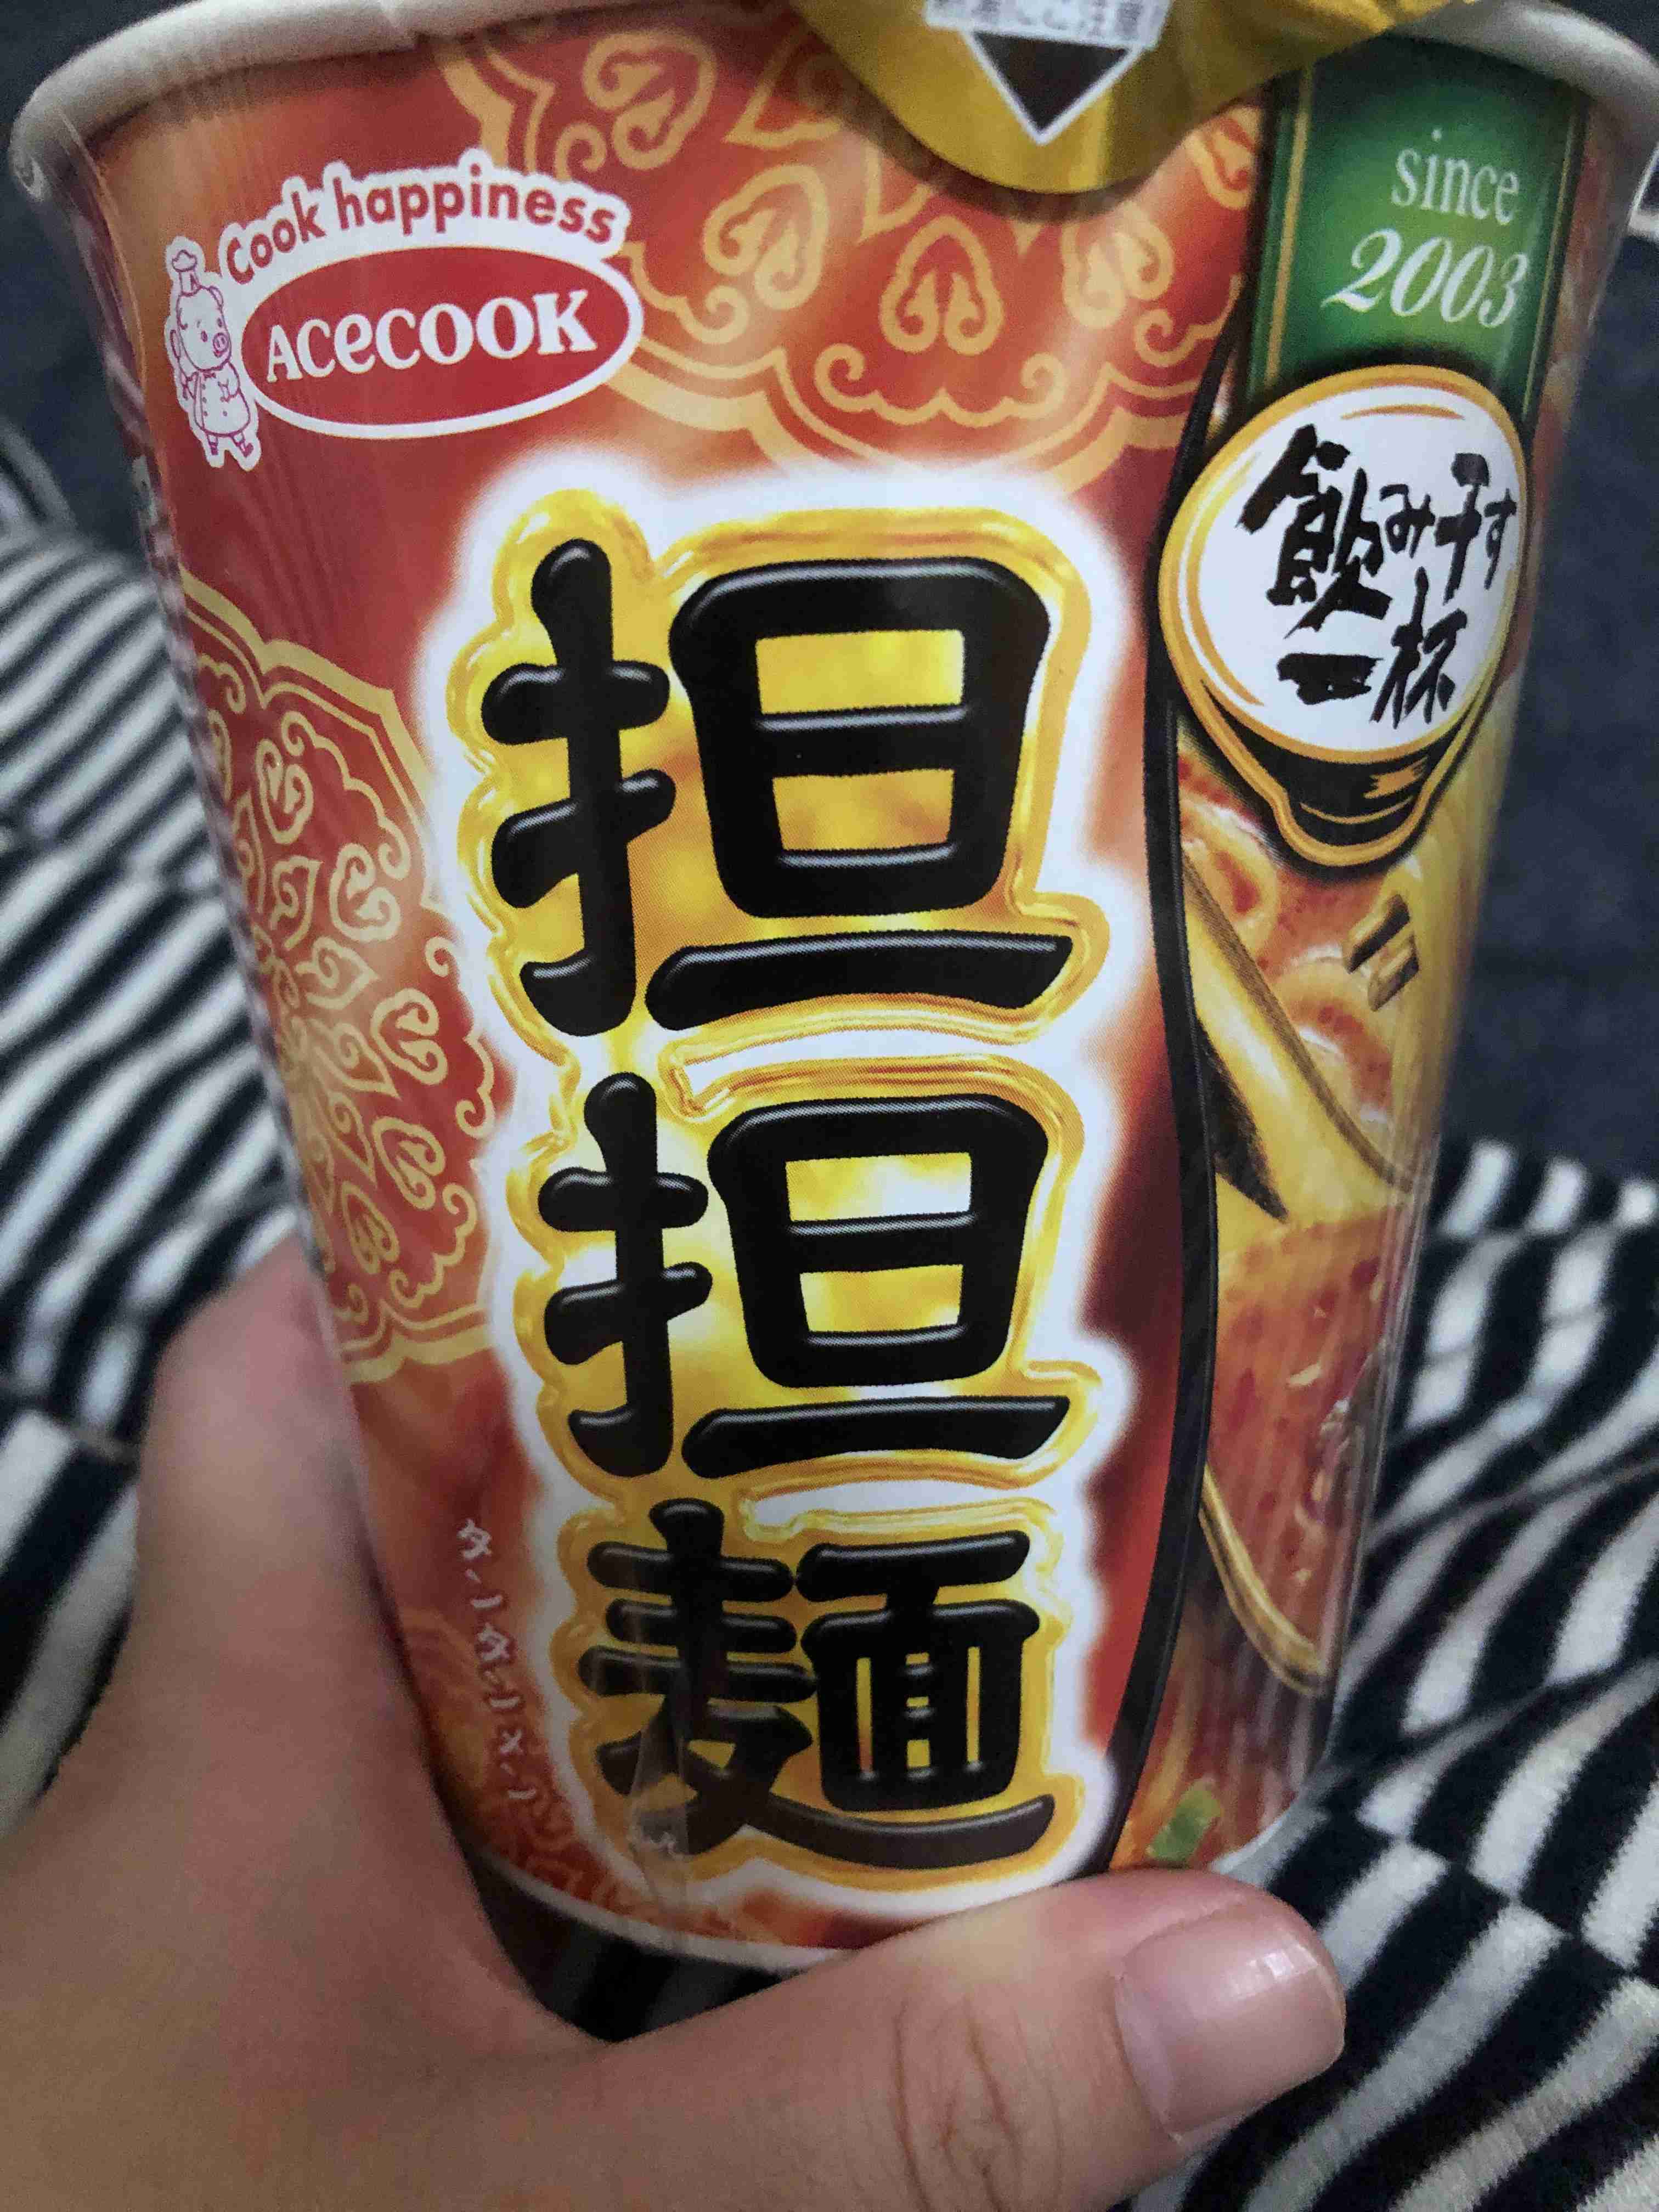 Cook happiness
ACECOOK
since
2003
飲み干す
一杯
担担麺
タンタンメン